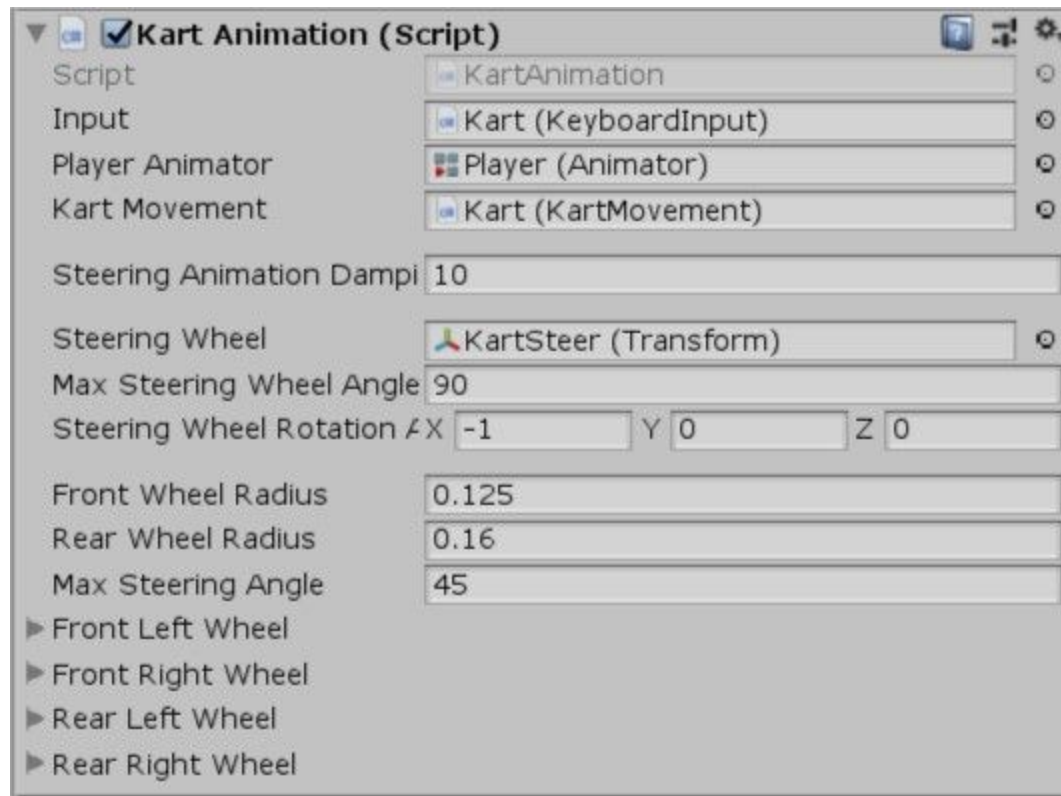 Kart Animation (Script)
Script KartAnimation
Input Kart (KeyboardInput)
Player Animator Player (Animator)
Kart Movement Kart (KartMovement)
Steering Animation Dampi 10
Steering Wheel KartSteer (Transform)
Max Steering Wheel Angle 90
Steering Wheel Rotation A X -1 Y 0 Z 0
Front Wheel Radius 0.125
Rear Wheel Radius 0.16
Max Steering Angle 45
Front Left Wheel
Front Right Wheel
Rear Left Wheel
Rear Right Wheel